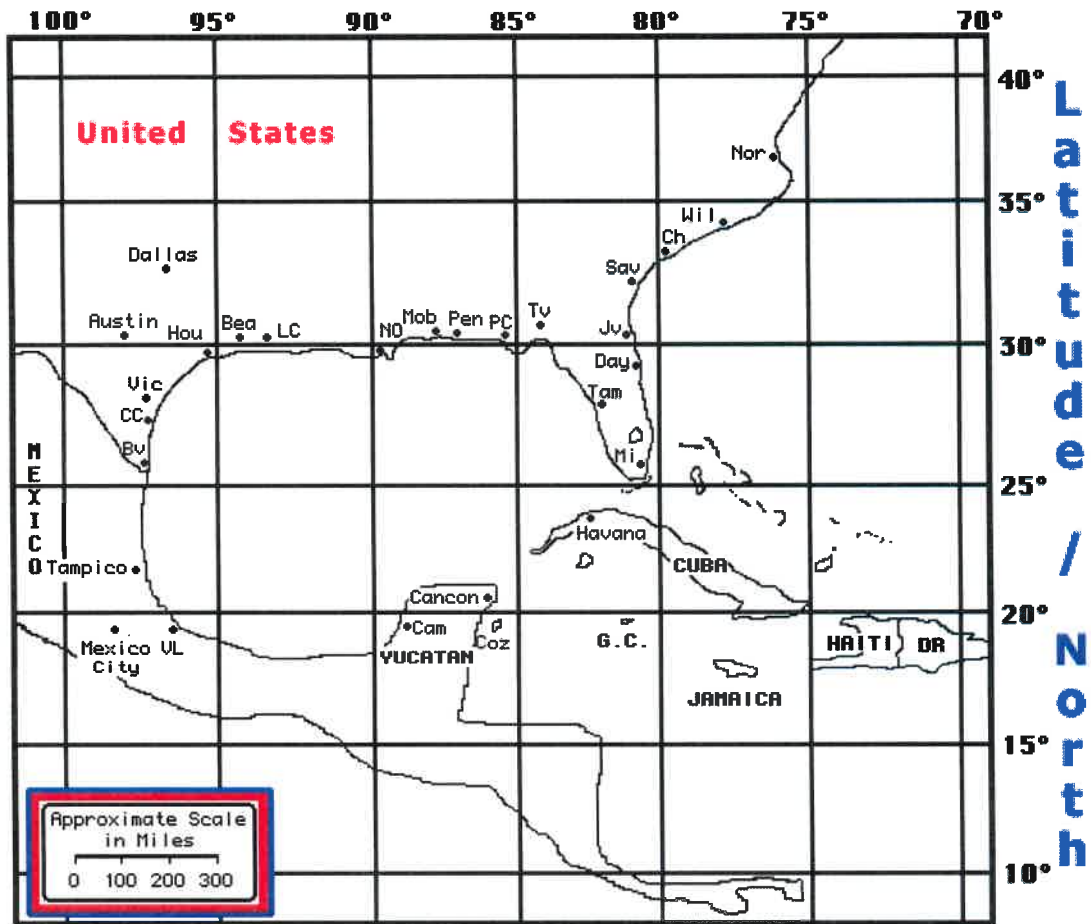 100° 95° 90° 85° 80° 75° 70°
40°
United States
Nor
35°
Wil
Ch
Dallas
Sav
Austin
Hou
Bea
LC
NO
Mob
Pen
PC
Tv
Jv
30°
Day
Vic
Tam
CC
Bv
Mi
MEXICO
25°
Havana
CUBA
Tampico
Cancon
20°
Cam
Coz
G.C.
Mexico
City
VL
YUCATAN
HAITI
DR
JAMAICA
15°
Approximate Scale
in Miles
0 100 200 300
10°
Latitude / North